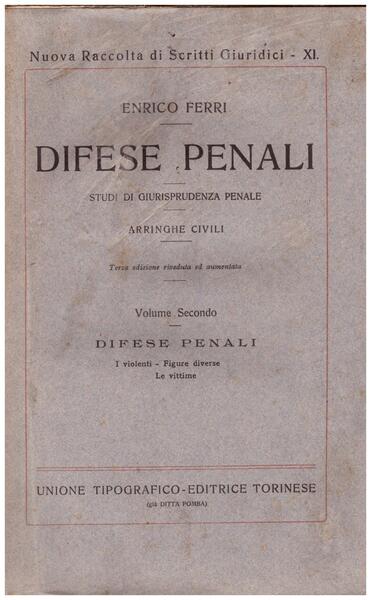 Nuova Raccolta di Scritti Giuridici - XI.
ENRICO FERRI
DIFESE PENALI
STUDI DI GIURISPRUDENZA PENALE
ARRINGHE CIVILI
Terza edizione riveduta ed aumentata
Volume Secondo
DIFESE PENALI
I violenti - Figure diverse
Le vittime
UNIONE TIPOGRAFICO-EDITRICE TORINESE
(già DITTA POMBA)